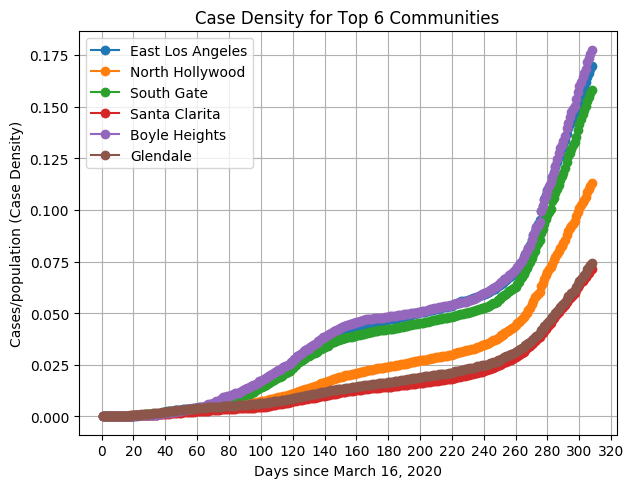 Case Density for Top 6 Communities
East Los Angeles
North Hollywood
South Gate
Santa Clarita
Boyle Heights
Glendale
Cases/population (Case Density)
0.175
0.150
0.125
0.100
0.075
0.050
0.025
0.000
0 20 40 60 80 100 120 140 160 180 200 220 240 260 280 300 320
Days since March 16, 2020